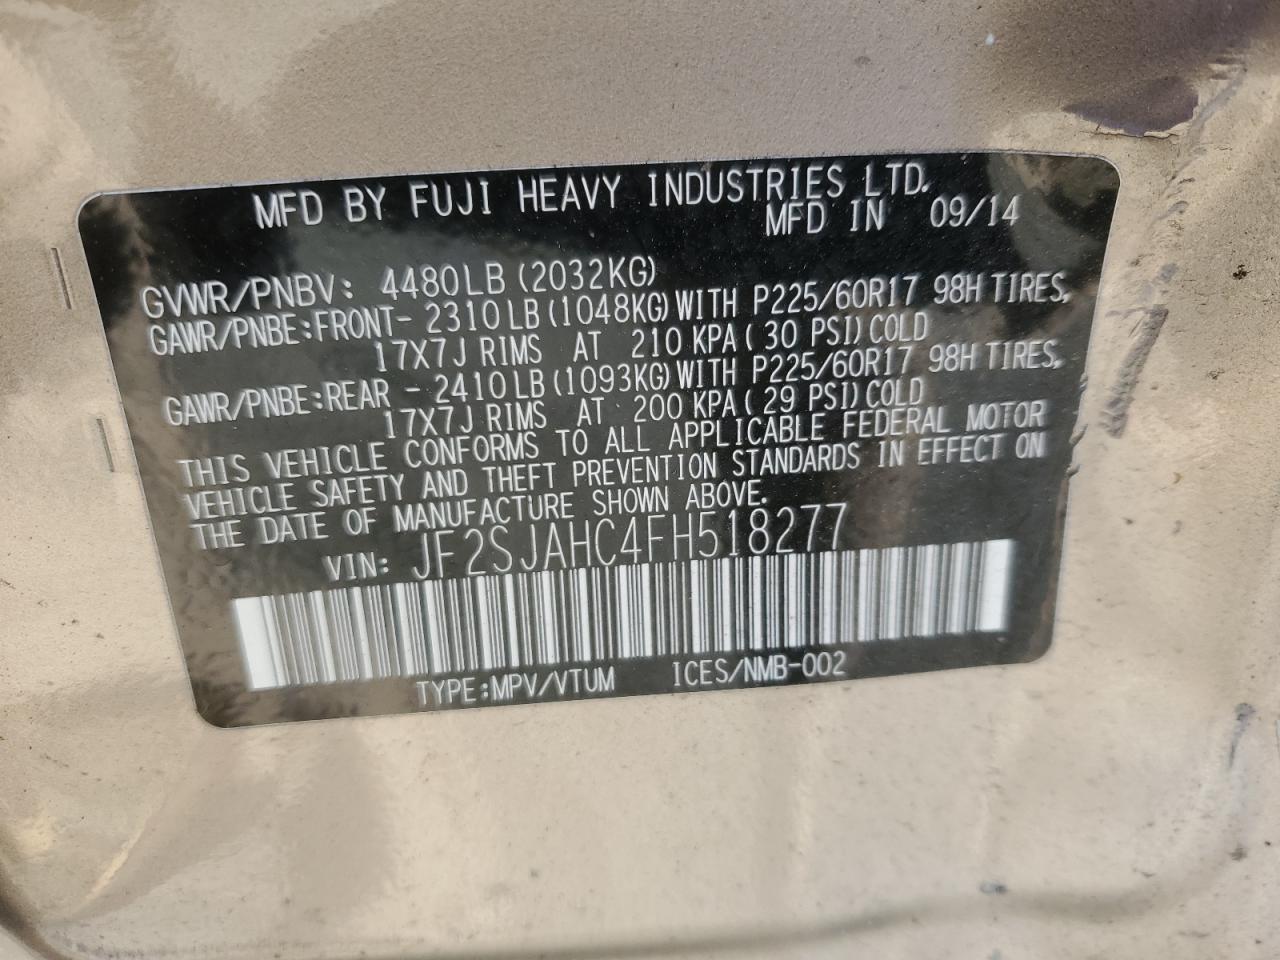 MFD BY FUJI HEAVY INDUSTRIES LTD.
MFD IN 09/14
GVWR/PNBV: 4480LB (2032KG)
GAWR/PNBE:FRONT- 2310LB (1048KG) WITH P225/60R17 98H TIRES,
17X7J RIMS AT 210 KPA( 30 PSI) COLD
GAWR/PNBE:REAR - 2410LB (1093KG) WITH P225/60R17 98H TIRES,
17X7J RIMS AT 200 KPA( 29 PSI) COLD
THIS VEHICLE CONFORMS TO ALL APPLICABLE FEDERAL MOTOR
VEHICLE SAFETY AND THEFT PREVENTION STANDARDS IN EFFECT ON
THE DATE OF MANUFACTURE SHOWN ABOVE.
VIN: JF2SJAHC4FH518277
TYPE:MPV/VTUM ICES/NMB-002